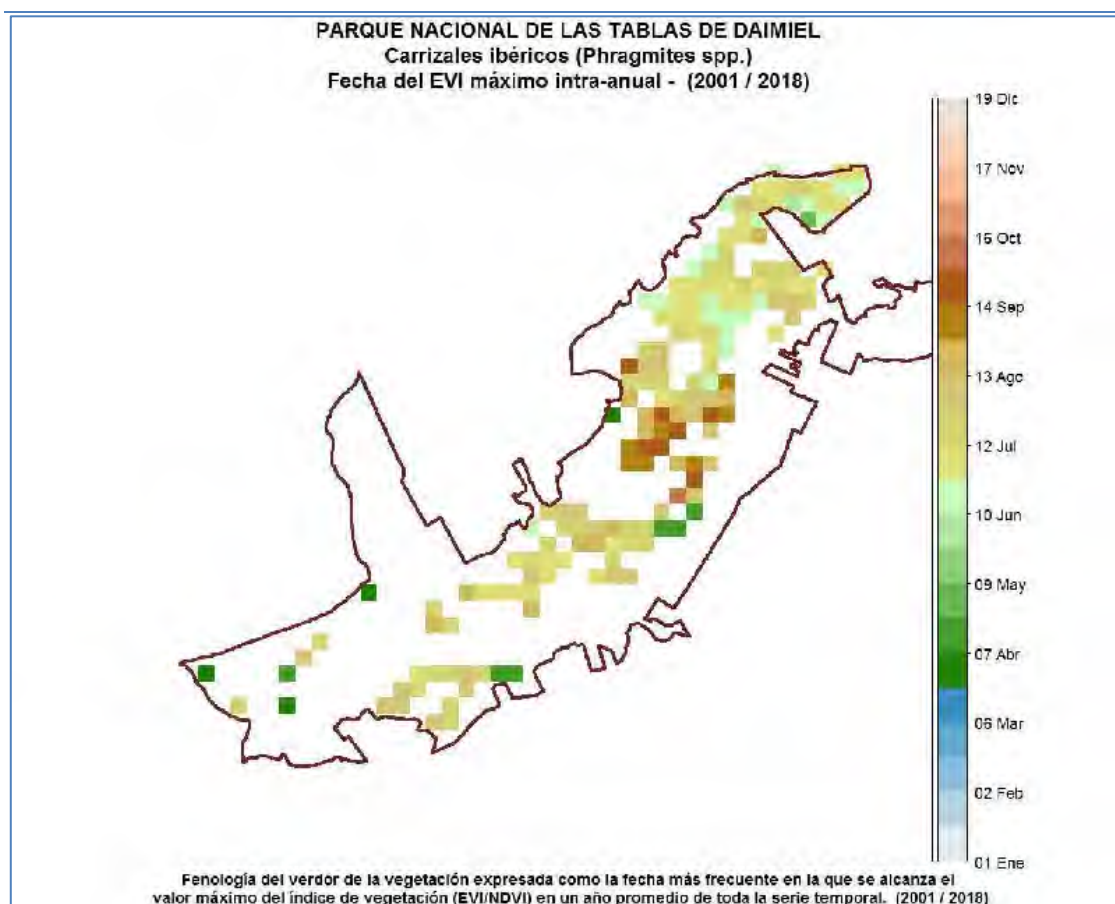 PARQUE NACIONAL DE LAS TABLAS DE DAIMIEL
Carrizales ibéricos (Phragmites spp.)
Fecha del EVI máximo intra-anual - (2001 / 2018)
19 Dic
17 Nov
16 Oct
14 Sep
13 Ago
12 Jul
10 Jun
09 May
07 Abr
06 Mar
02 Feb
01 Ene
Fenología del verdor de la vegetación expresada como la fecha más frecuente en la que se alcanza el
valor máximo del índice de vegetación (EVI/NDVI) en un año promedio de toda la serie temporal. (2001 / 2018)